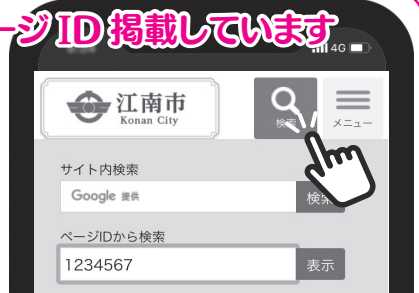 ージID掲載しています
4G
江南市
Konan City
検索
メニュー
サイト内検索
Google 提供
検索
ページIDから検索
1234567
表示